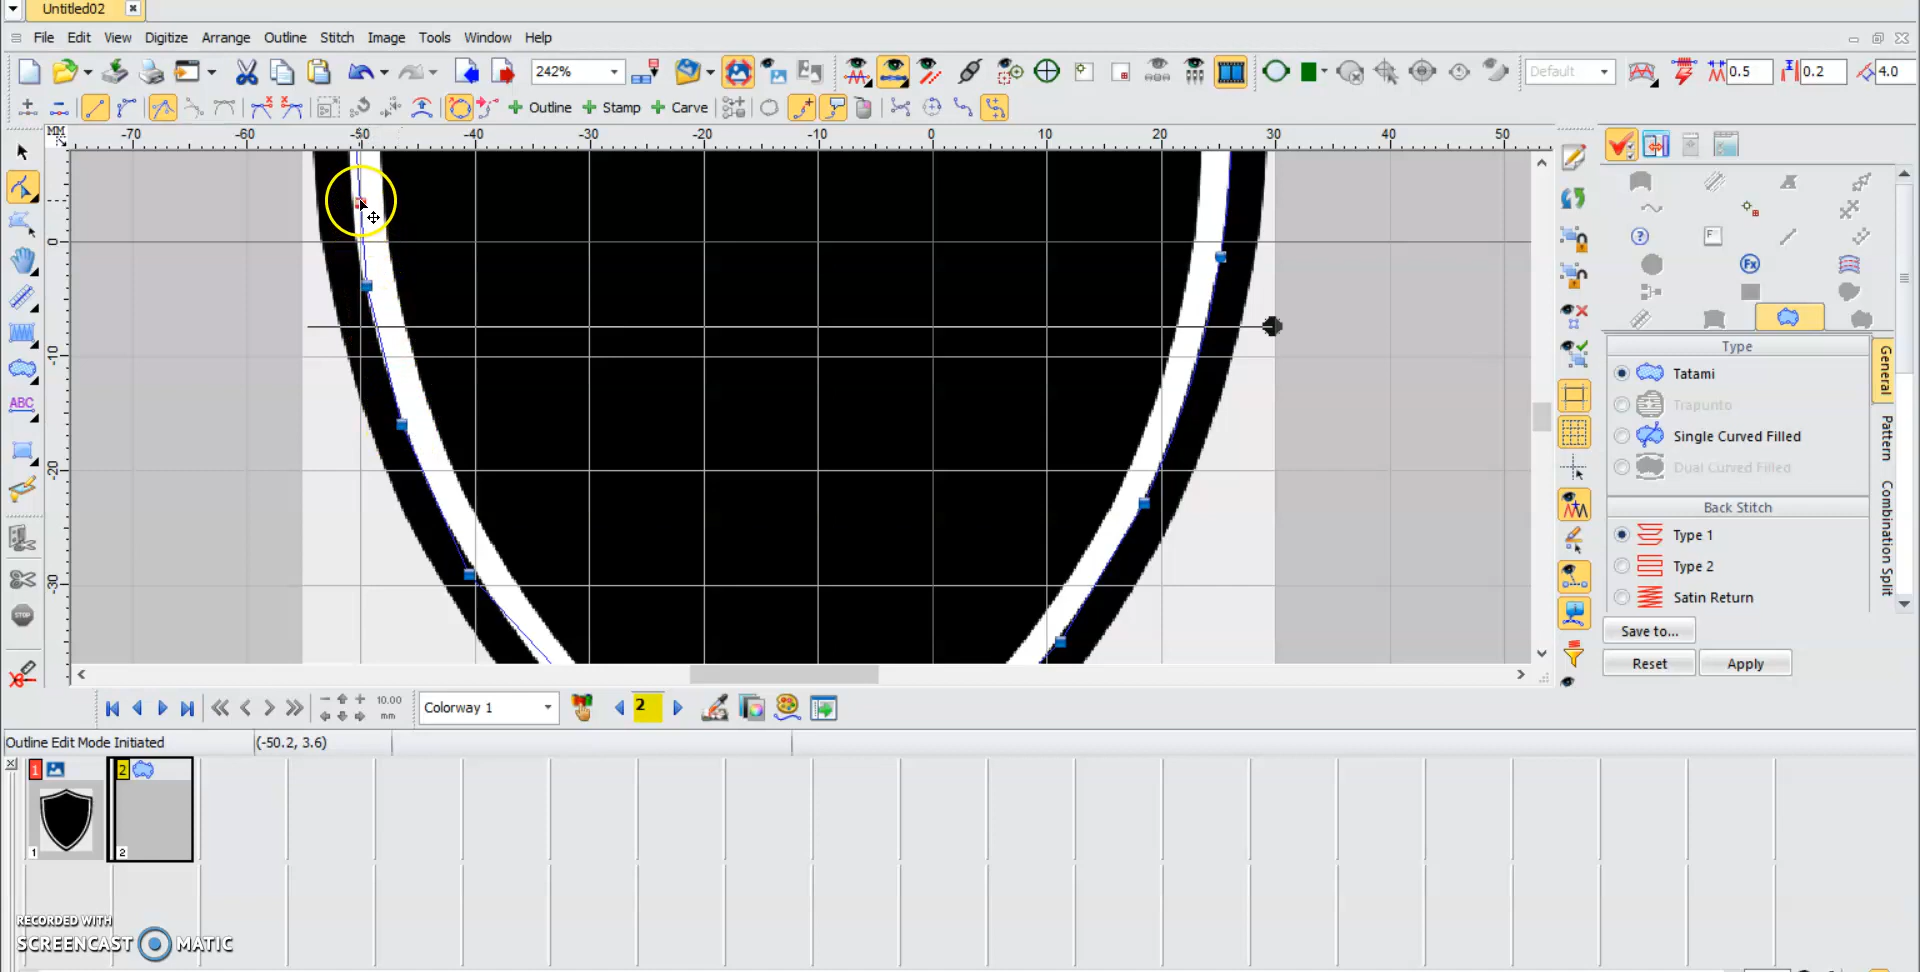 Untitled02
File Edit View Digitize Arrange Outline Stitch Image Tools Window Help
242% Default 0.5 0.2 4.0
Outline Stamp Carve
MM -70 -60 -50 -40 -30 -20 -10 0 10 20 30 40 50
0
-10
-20
-30
ABC
STOP
F
?
Fx
Type
Tatami
Trapunto
Single Curved Filled
Dual Curved Filled
Back Stitch
Type 1
Type 2
Satin Return
General
Pattern
Combination Split
Save to...
Reset Apply
10.00
mm
Colorway 1
2
Outline Edit Mode Initiated (-50.2, 3.6)
1 2
1 2
RECORDED WITH
SCREENCAST MATIC